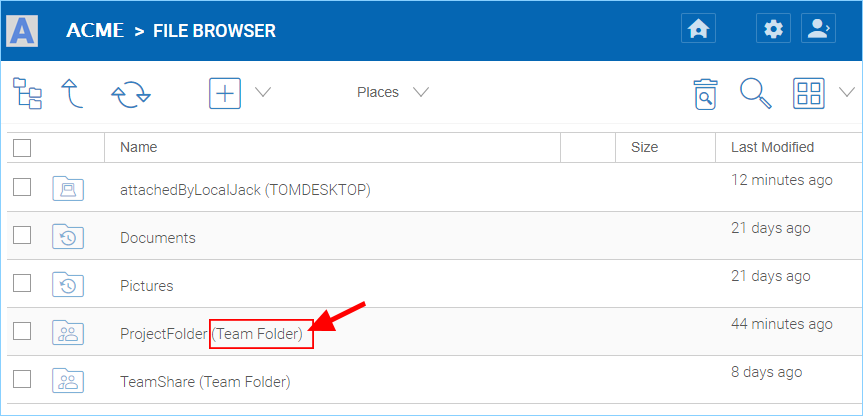 A ACME > FILE BROWSER
Places
Name Size Last Modified
attachedByLocalJack (TOMDESKTOP) 12 minutes ago
Documents 21 days ago
Pictures 21 days ago
ProjectFolder (Team Folder) 44 minutes ago
TeamShare (Team Folder) 8 days ago